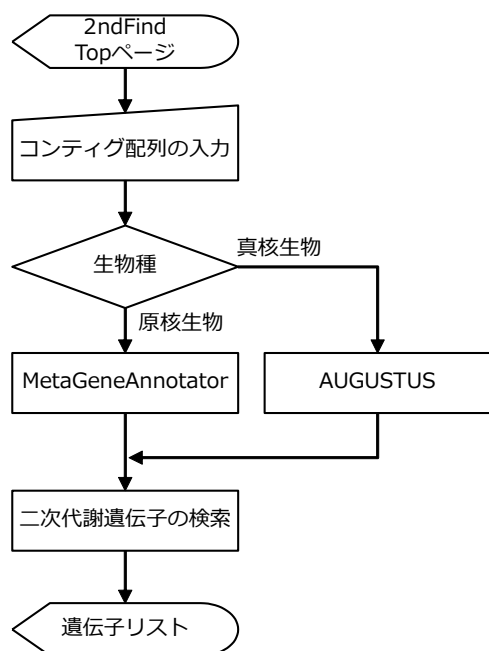 2ndFind
Topページ
コンティグ配列の入力
生物種
真核生物
原核生物
MetaGeneAnnotator
AUGUSTUS
二次代謝遺伝子の検索
遺伝子リスト